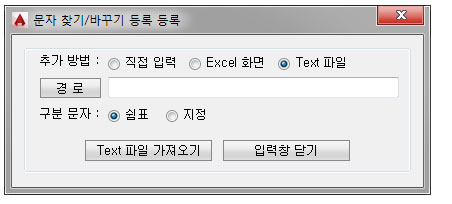 문자 찾기/바꾸기 등록 등록
추가 방법 : 직접 입력 Excel 화면 Text 파일
경 로
구분 문자 : 쉼표 지정
Text 파일 가져오기 입력창 닫기